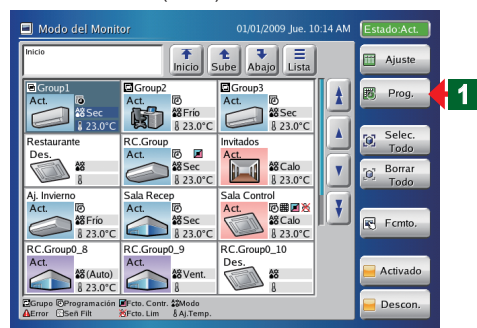 Modo del Monitor
01/01/2009 Jue. 10:14 AM
Estado:Act.
Inicio
Inicio
Sube
Abajo
Lista
Ajuste
Prog.
1
Selec. Todo
Borrar Todo
Fcmto.
Activado
Descon.
Group1
Act.
Sec
23.0°C
Group2
Act.
Frio
23.0°C
Group3
Act.
Sec
23.0°C
Restaurante
Des.
RC.Group
Act.
Sec
23.0°C
Invitados
Act.
Calo
23.0°C
Aj. Invierno
Act.
Frio
23.0°C
Sala Recep
Act.
Sec
23.0°C
Sala Control
Act.
Calo
23.0°C
RC.Group0_8
Act.
(Auto)
23.0°C
RC.Group0_9
Act.
Vent.
RC.Group0_10
Des.
Grupo Programación Fcto. Contr. Modo
Error Señ Filt Fcto. Lim Aj.Temp.